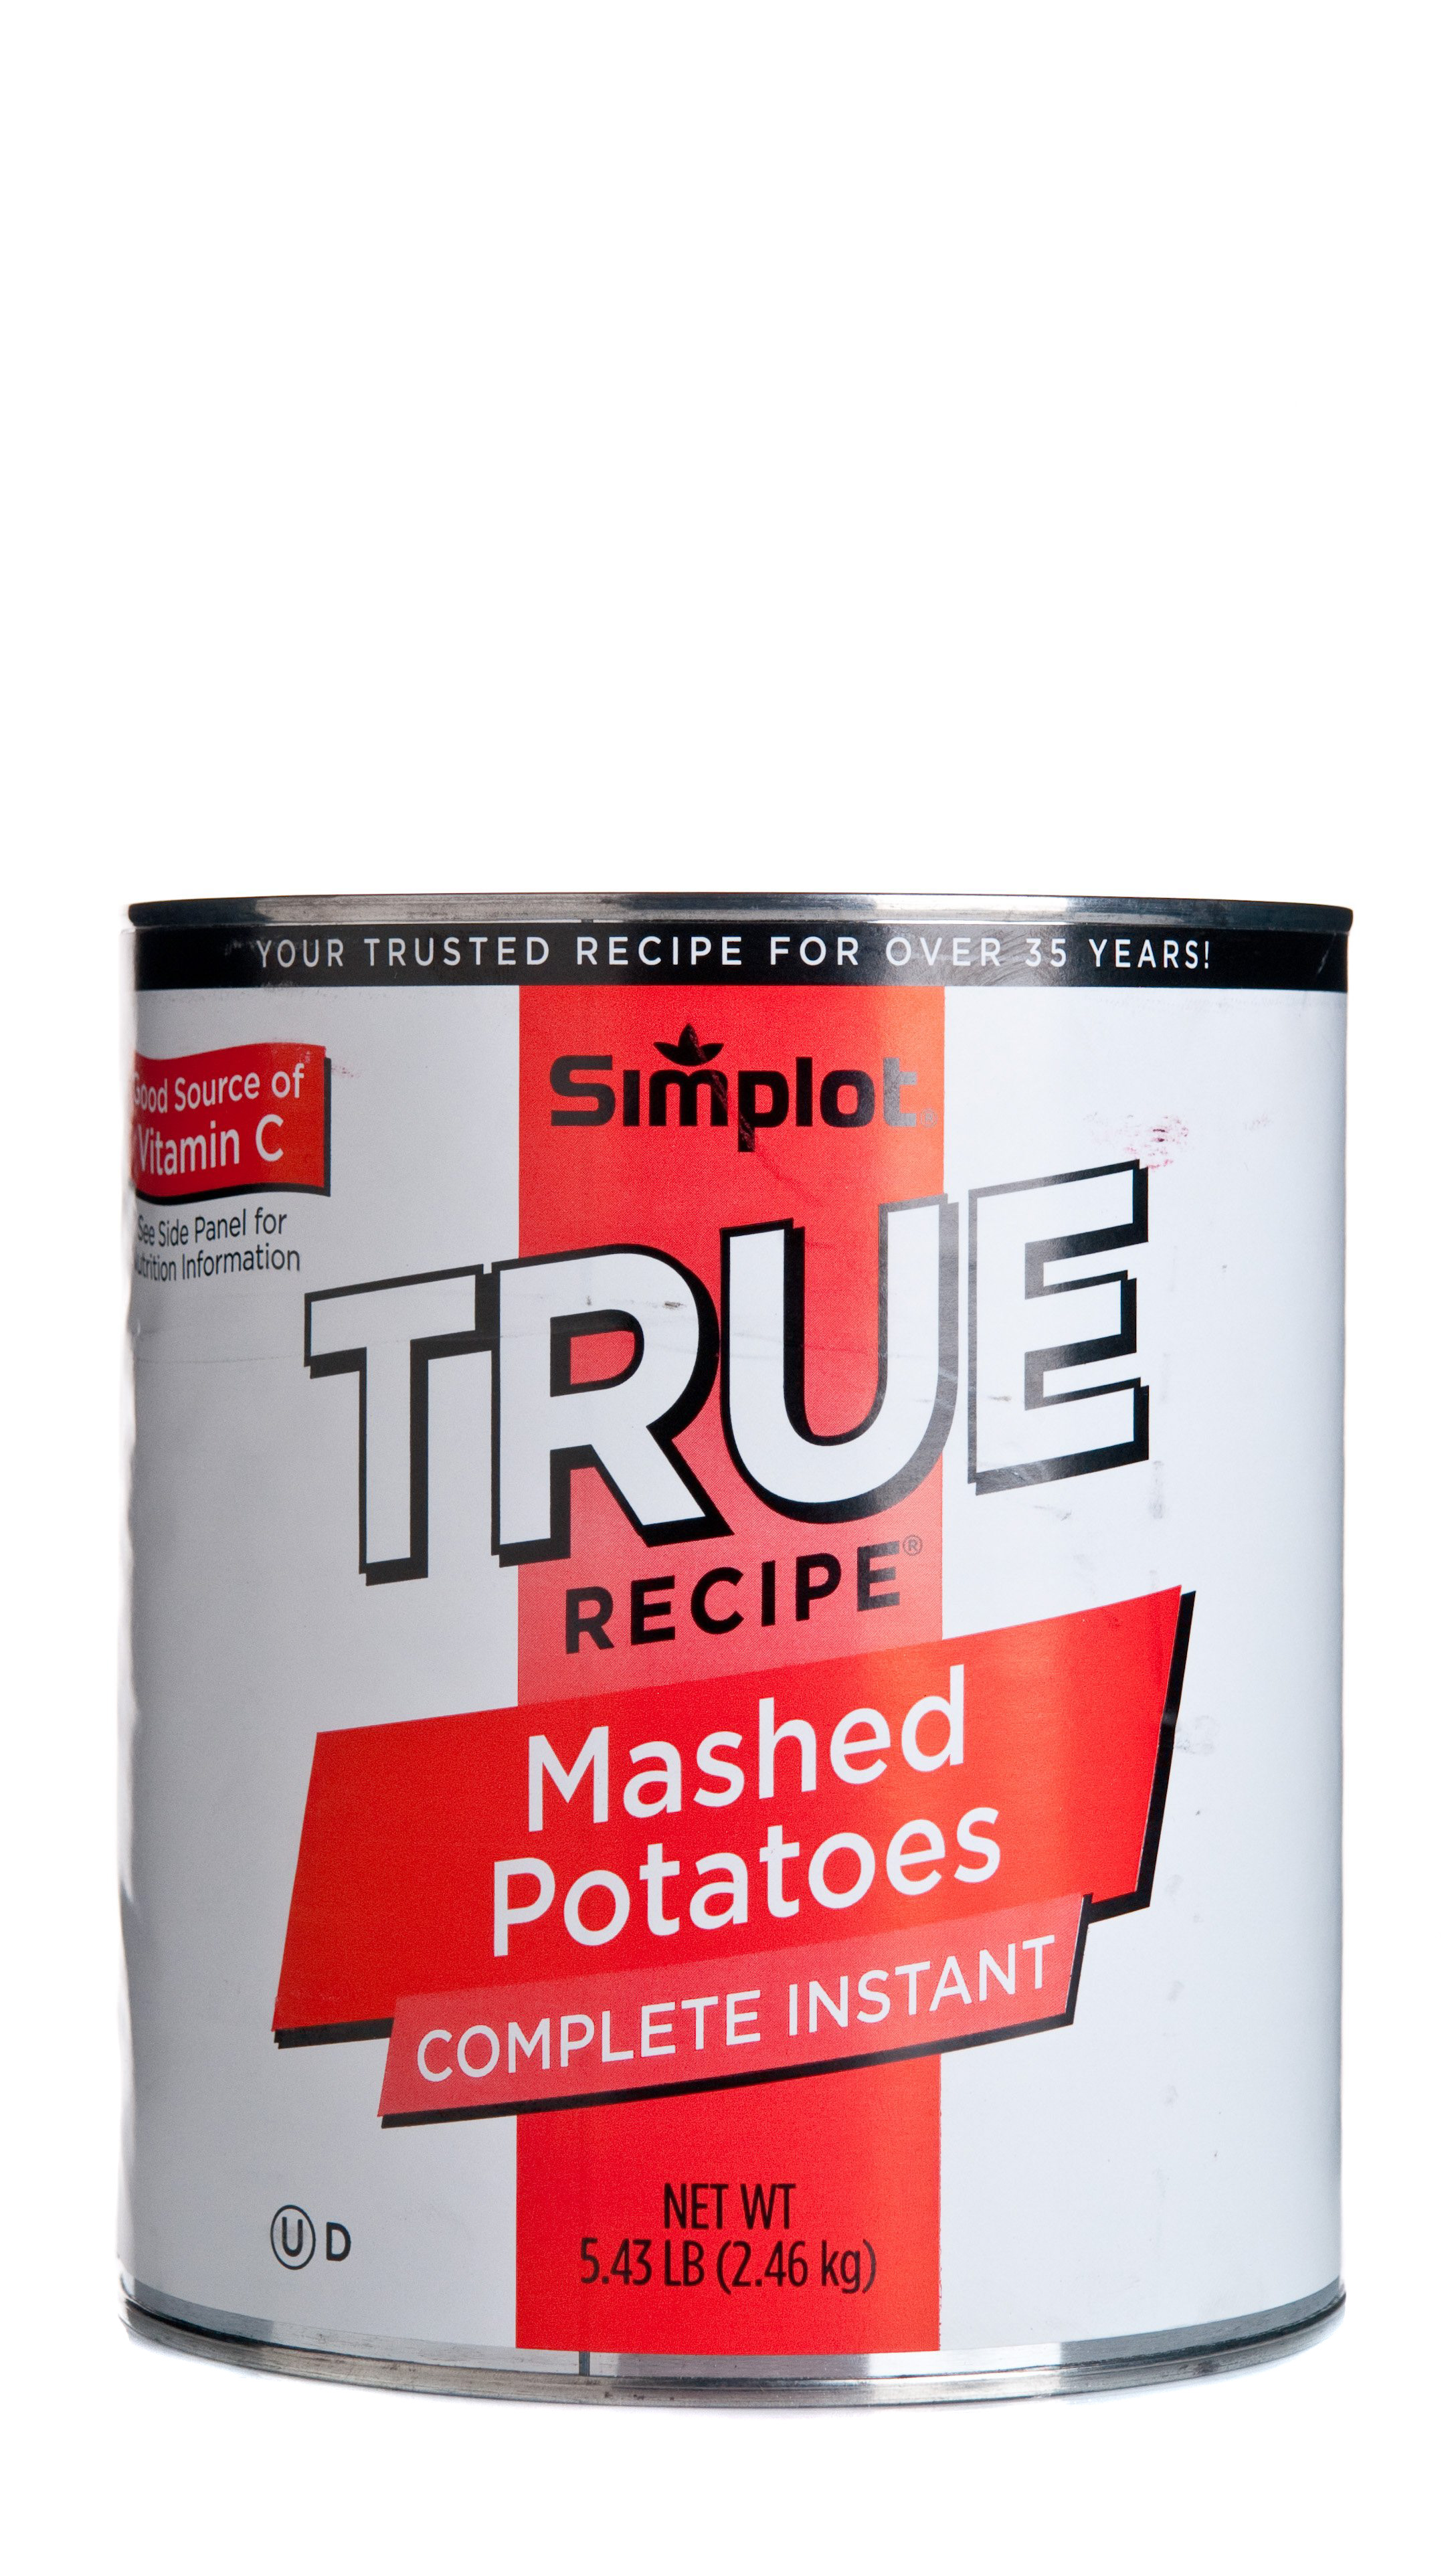 YOUR TRUSTED RECIPE FOR OVER 35 YEARS!
Good Source of
Vitamin C
See Side Panel for
Nutrition Information
Simplot®
TRUE
RECIPE®
Mashed
Potatoes
COMPLETE INSTANT
U D
NET WT
5.43 LB (2.46 kg)